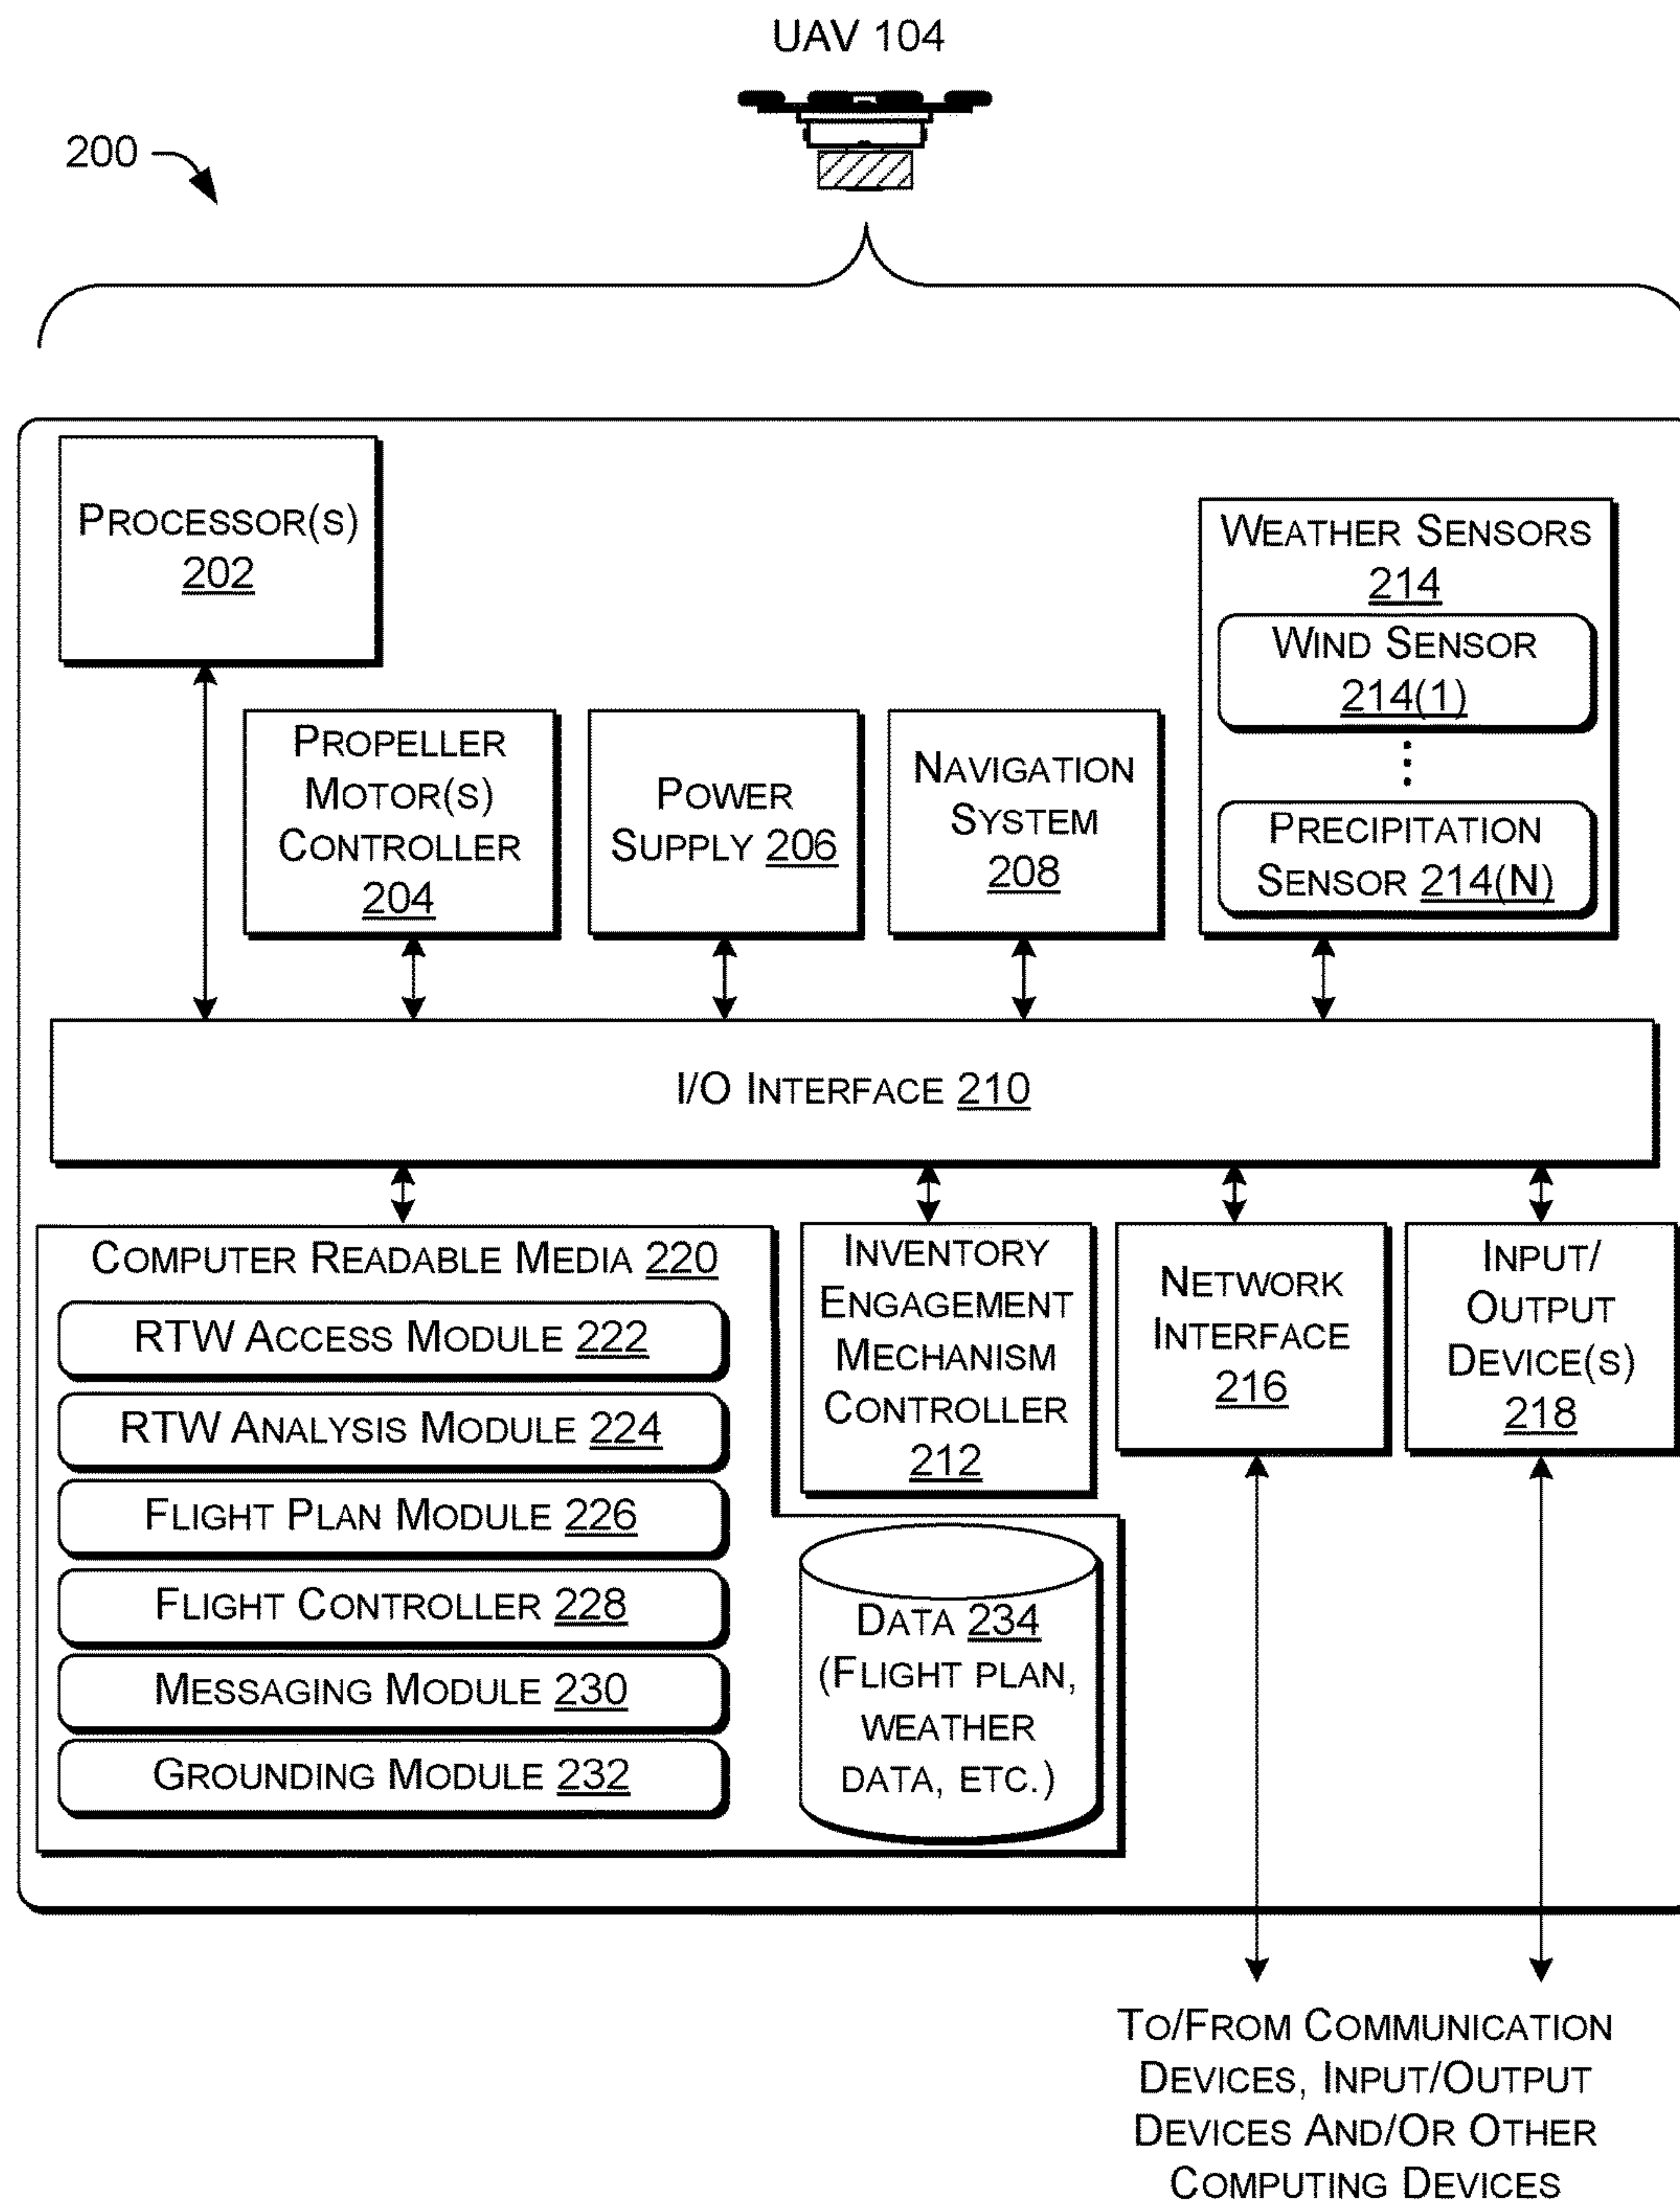 UAV 104
200
PROCESSOR(S)
202
PROPELLER
MOTOR(S)
CONTROLLER
204
POWER
SUPPLY 206
NAVIGATION
SYSTEM
208
WEATHER SENSORS
214
WIND SENSOR
214(1)
PRECIPITATION
SENSOR 214(N)
I/O INTERFACE 210
COMPUTER READABLE MEDIA 220
RTW ACCESS MODULE 222
RTW ANALYSIS MODULE 224
FLIGHT PLAN MODULE 226
FLIGHT CONTROLLER 228
MESSAGING MODULE 230
GROUNDING MODULE 232
DATA 234
(FLIGHT PLAN,
WEATHER
DATA, ETC.)
INVENTORY
ENGAGEMENT
MECHANISM
CONTROLLER
212
NETWORK
INTERFACE
216
INPUT/
OUTPUT
DEVICE(S)
218
TO/FROM COMMUNICATION
DEVICES, INPUT/OUTPUT
DEVICES AND/OR OTHER
COMPUTING DEVICES